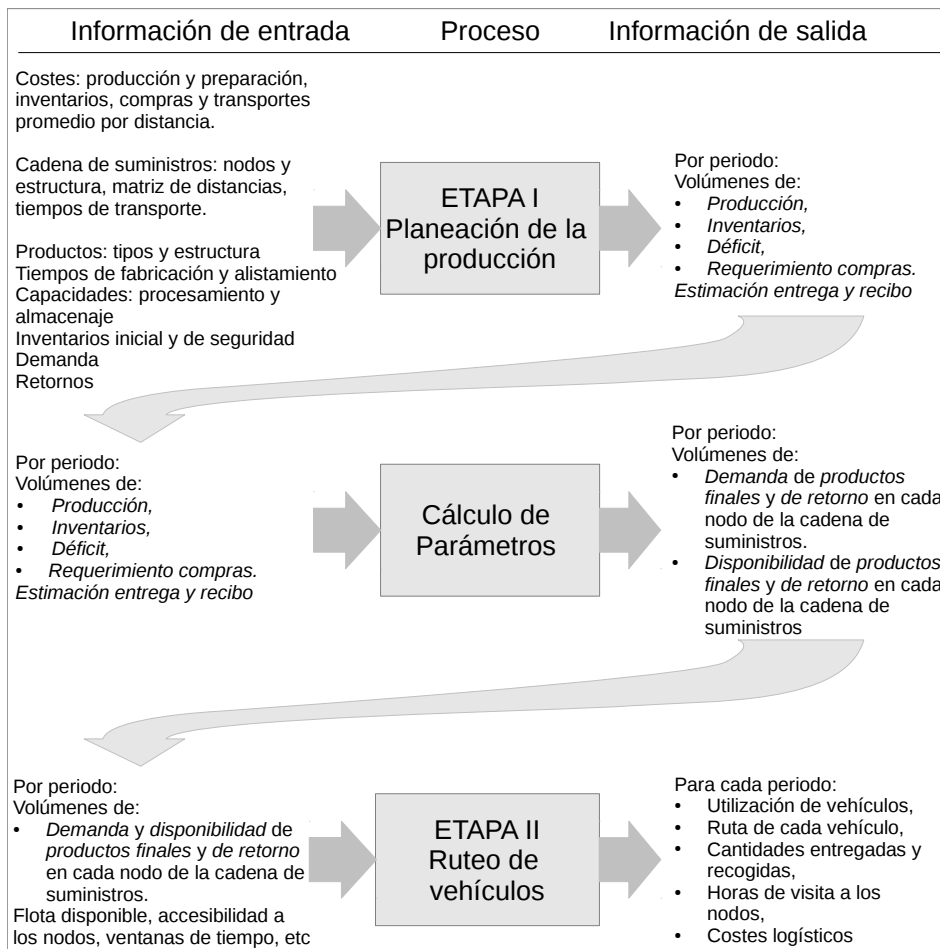 Información de entrada
Proceso
Información de salida
Costes: producción y preparación,
inventarios, compras y transportes
promedio por distancia.
Cadena de suministros: nodos y
estructura, matriz de distancias,
tiempos de transporte.
Productos: tipos y estructura
Tiempos de fabricación y alistamiento
Capacidades: procesamiento y
almacenaje
Inventarios inicial y de seguridad
Demanda
Retornos
ETAPA I
Planeación de la
producción
Por periodo:
Volúmenes de:
• Producción,
• Inventarios,
• Déficit,
• Requerimiento compras.
Estimación entrega y recibo
Por periodo:
Volúmenes de:
• Producción,
• Inventarios,
• Déficit,
• Requerimiento compras.
Estimación entrega y recibo
Cálculo de
Parámetros
Por periodo:
Volúmenes de:
• Demanda de productos
finales y de retorno en cada
nodo de la cadena de
suministros.
• Disponibilidad de productos
finales y de retorno en cada
nodo de la cadena de
suministros
Por periodo:
Volúmenes de:
• Demanda y disponibilidad de
productos finales y de retorno
en cada nodo de la cadena de
suministros.
Flota disponible, accesibilidad a
los nodos, ventanas de tiempo, etc
ETAPA II
Ruteo de
vehículos
Para cada periodo:
• Utilización de vehículos,
• Ruta de cada vehículo,
• Cantidades entregadas y
recogidas,
• Horas de visita a los
nodos,
• Costes logísticos